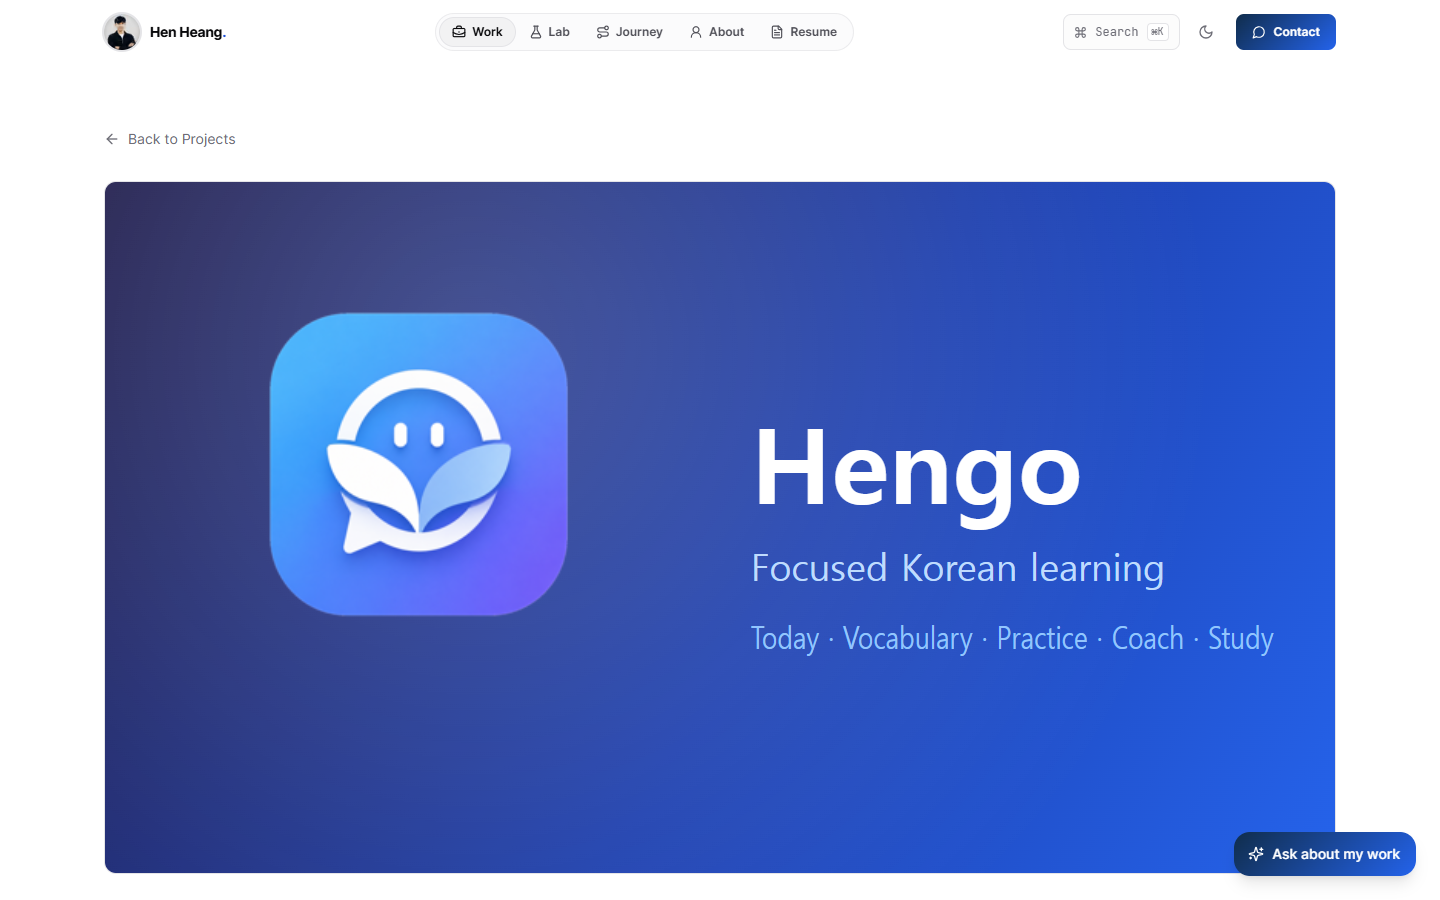 Hen Heang.
Work
Lab
Journey
About
Resume
Search ⌘K
Contact
Back to Projects
Hengo
Focused Korean learning
Today · Vocabulary · Practice · Coach · Study
Ask about my work